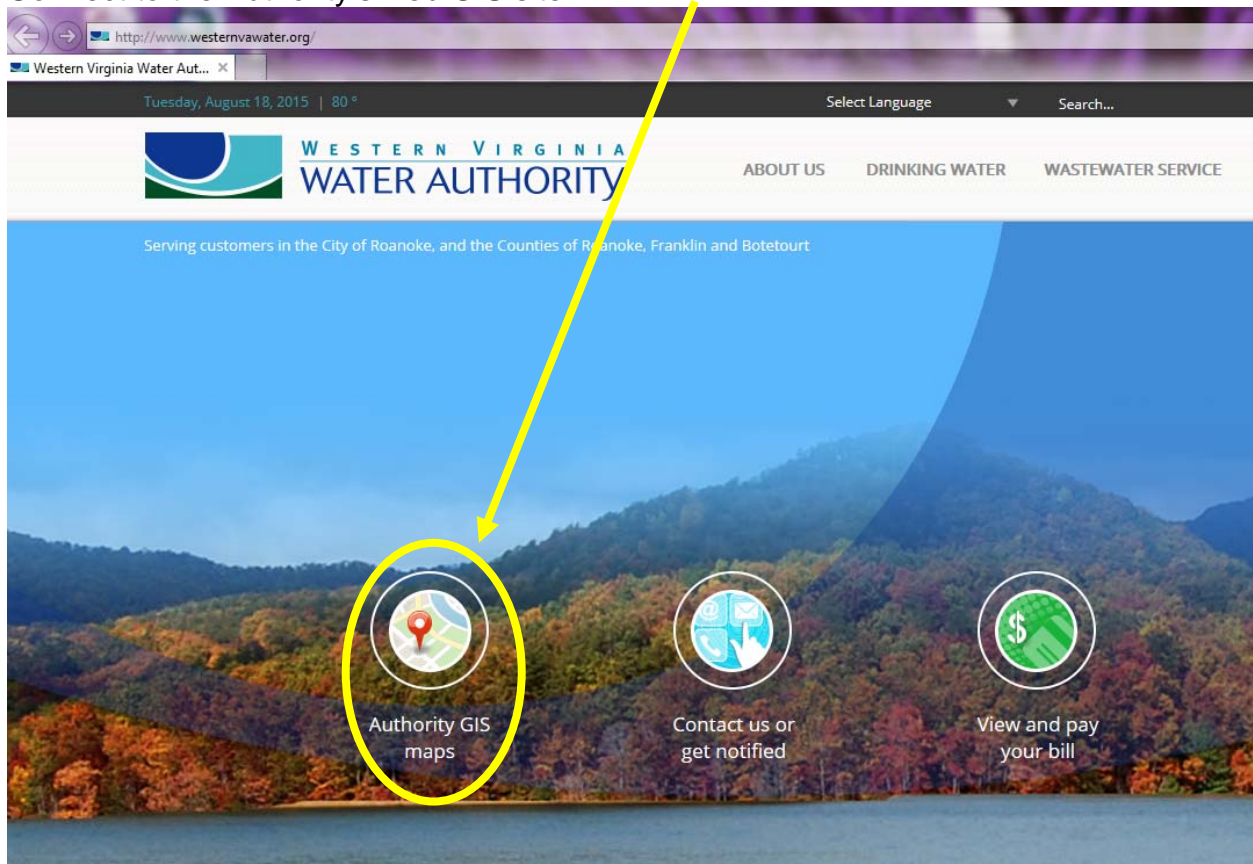 http://www.westernvawater.org/
Western Virginia Water Aut...
Tuesday, August 18, 2015 | 80 °
Select Language
Search...
WESTERN VIRGINIA
WATER AUTHORITY
ABOUT US
DRINKING WATER
WASTEWATER SERVICE
Serving customers in the City of Roanoke, and the Counties of Roanoke, Franklin and Botetourt
$
Authority GIS
maps
@
Contact us or
get notified
View and pay
your bill